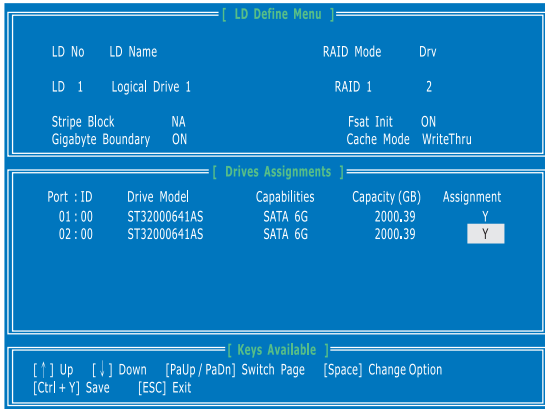 [ LD Define Menu ]
LD No LD Name RAID Mode Drv
LD 1 Logical Drive 1 RAID 1 2
Stripe Block NA Fsat Init ON
Gigabyte Boundary ON Cache Mode WriteThru
[ Drives Assignments ]
Port : ID Drive Model Capabilities Capacity (GB) Assignment
01 : 00 ST32000641AS SATA 6G 2000.39 Y
02 : 00 ST32000641AS SATA 6G 2000.39 Y
[ Keys Available ]
[↑] Up [↓] Down [PaUp / PaDn] Switch Page [Space] Change Option
[Ctrl + Y] Save [ESC] Exit